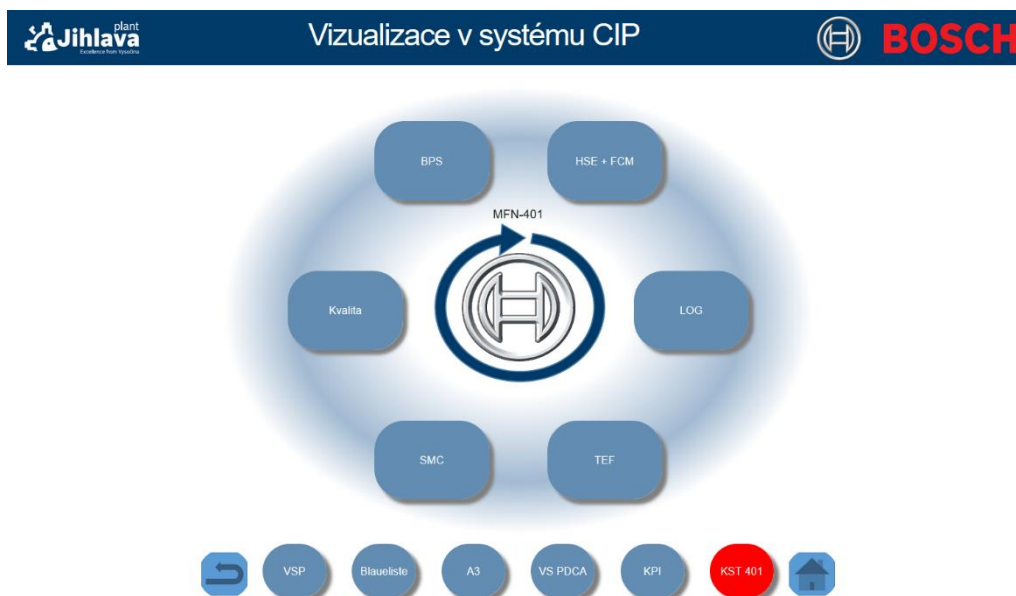 plant
Jihlava
Excellence from Vysočina
Vizualizace v systému CIP
BOSCH
BPS
HSE + FCM
MFN-401
Kvalita
LOG
SMC
TEF
VSP
Blaueliste
A3
VS PDCA
KPI
KST 401